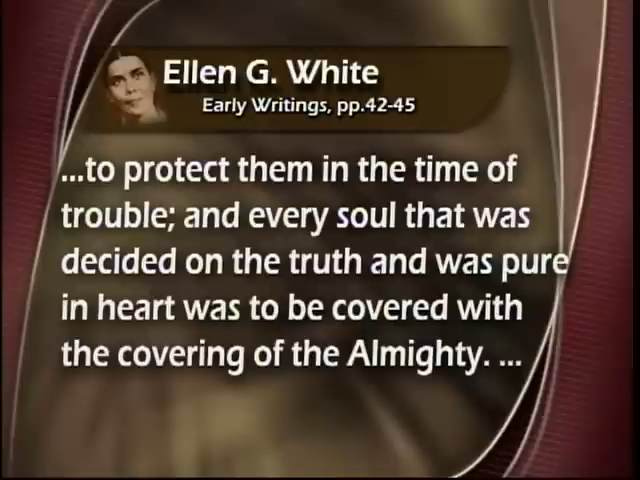 Ellen G. White
Early Writings, pp.42-45
...to protect them in the time of
trouble; and every soul that was
decided on the truth and was pure
in heart was to be covered with
the covering of the Almighty. ...